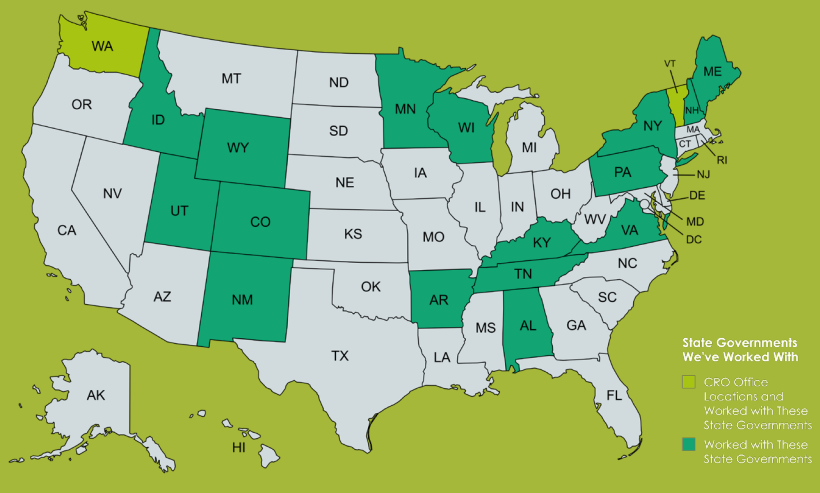 WA
MT
ND
MN
VT
ME
OR
ID
SD
WI
NH
NY
MA
WY
MI
CT
RI
NV
NE
IA
PA
NJ
UT
CO
IL
IN
OH
DE
CA
KS
MO
WV
VA
MD
KY
DC
AZ
NM
OK
AR
TN
NC
SC
TX
LA
MS
AL
GA
FL
AK
HI
State Governments
We've Worked With
CRO Office
Locations and
Worked with These
State Governments
Worked with These
State Governments